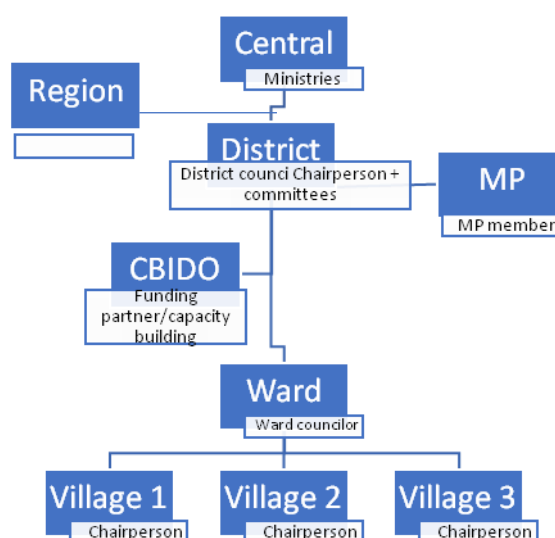 Central
Ministries
Region
District
District counci Chairperson +
committees
MP
MP member
CBIDO
Funding
partner/capacity
building
Ward
Ward councilor
Village 1
Chairperson
Village 2
Chairperson
Village 3
Chairperson